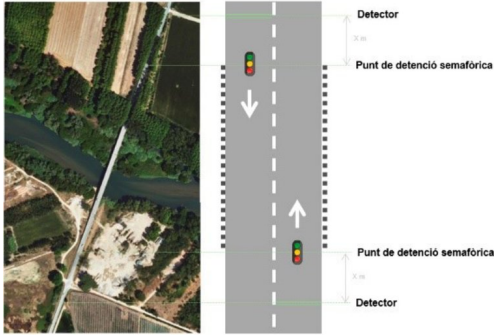 Detector
X m
Punt de detenció semafòrica
Punt de detenció semafòrica
X m
Detector